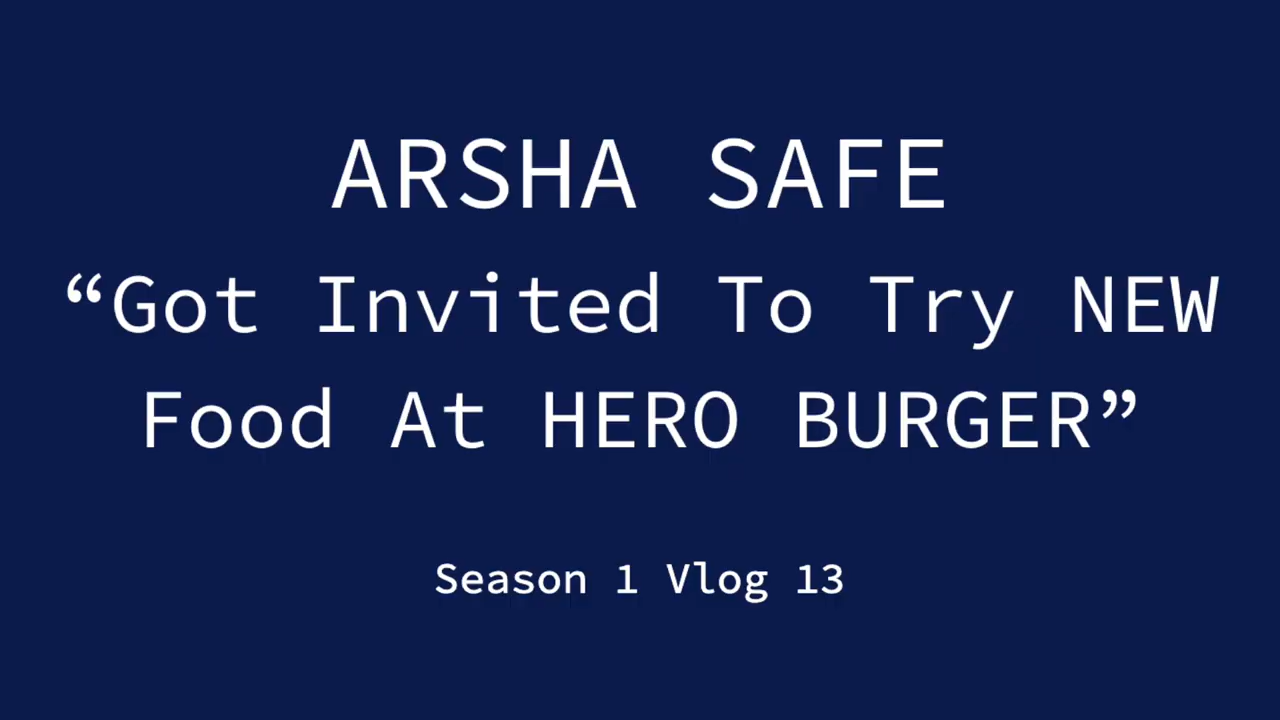 ARSHA SAFE
“Got Invited To Try NEW
Food At HERO BURGER”
Season 1 Vlog 13